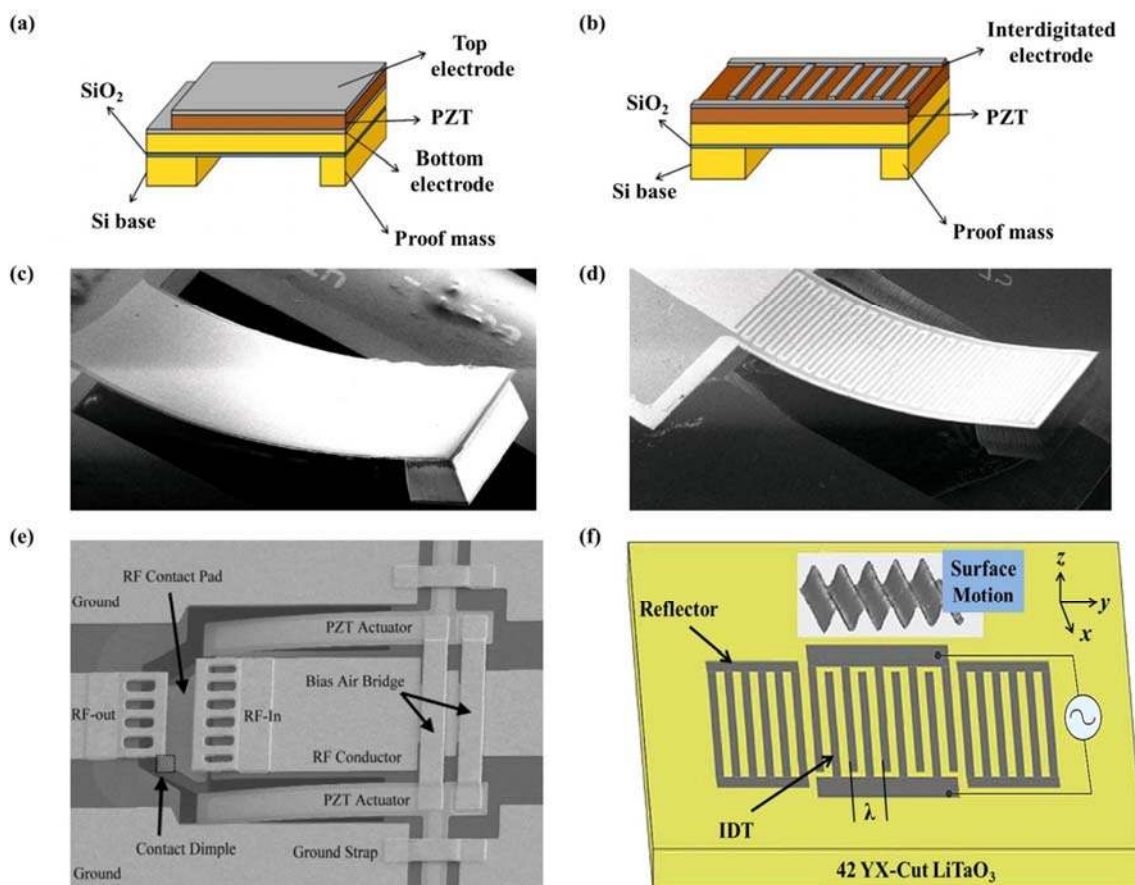 (a)
Top
electrode
SiO2
PZT
Bottom
electrode
Si base
Proof mass
(b)
Interdigitated
electrode
SiO2
PZT
Si base
Proof mass
(c)
(d)
(e)
RF Contact Pad
Ground
PZT Actuator
Bias Air Bridge
RF-out
RF-In
RF Conductor
PZT Actuator
Contact Dimple
Ground Strap
Ground
(f)
Surface
Motion
z
y
x
Reflector
IDT
λ
42 YX-Cut LiTaO3